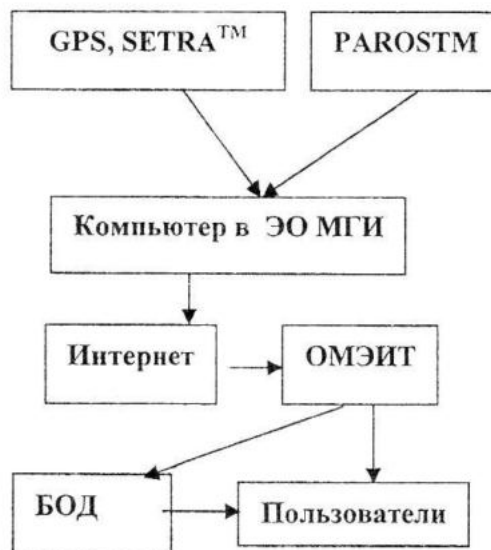 GPS, SETRA™
PAROSTM
Компьютер в ЭО МГИ
Интернет
ОМЭИТ
БОД
Пользователи